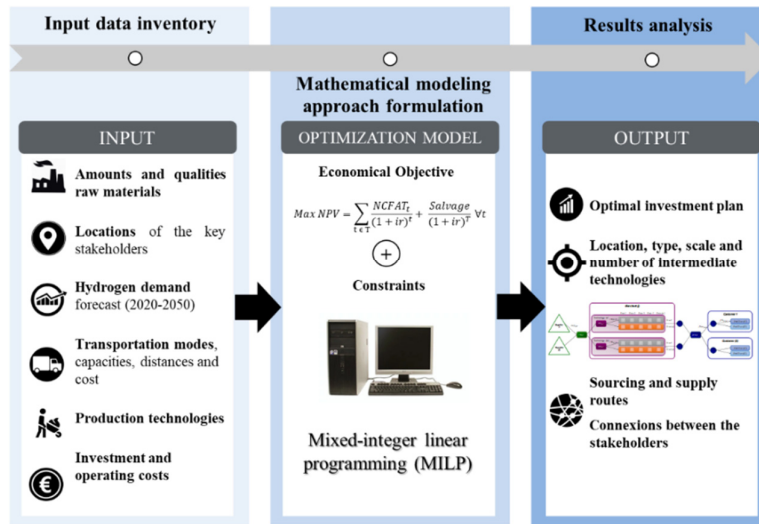 Input data inventory
Mathematical modeling
approach formulation
Results analysis
INPUT
Amounts and qualities
raw materials
Locations of the key
stakeholders
Hydrogen demand
forecast (2020-2050)
Transportation modes,
capacities, distances and
cost
Production technologies
Investment and
operating costs
OPTIMIZATION MODEL
Economical Objective
Max NPV = ∑ t ∈ T NCFAT_t / (1 + ir)^t + Salvage / (1 + ir)^T ∀t
+
Constraints
Mixed-integer linear
programming (MILP)
OUTPUT
Optimal investment plan
Location, type, scale and
number of intermediate
technologies
Sourcing and supply
routes
Connexions between the
stakeholders